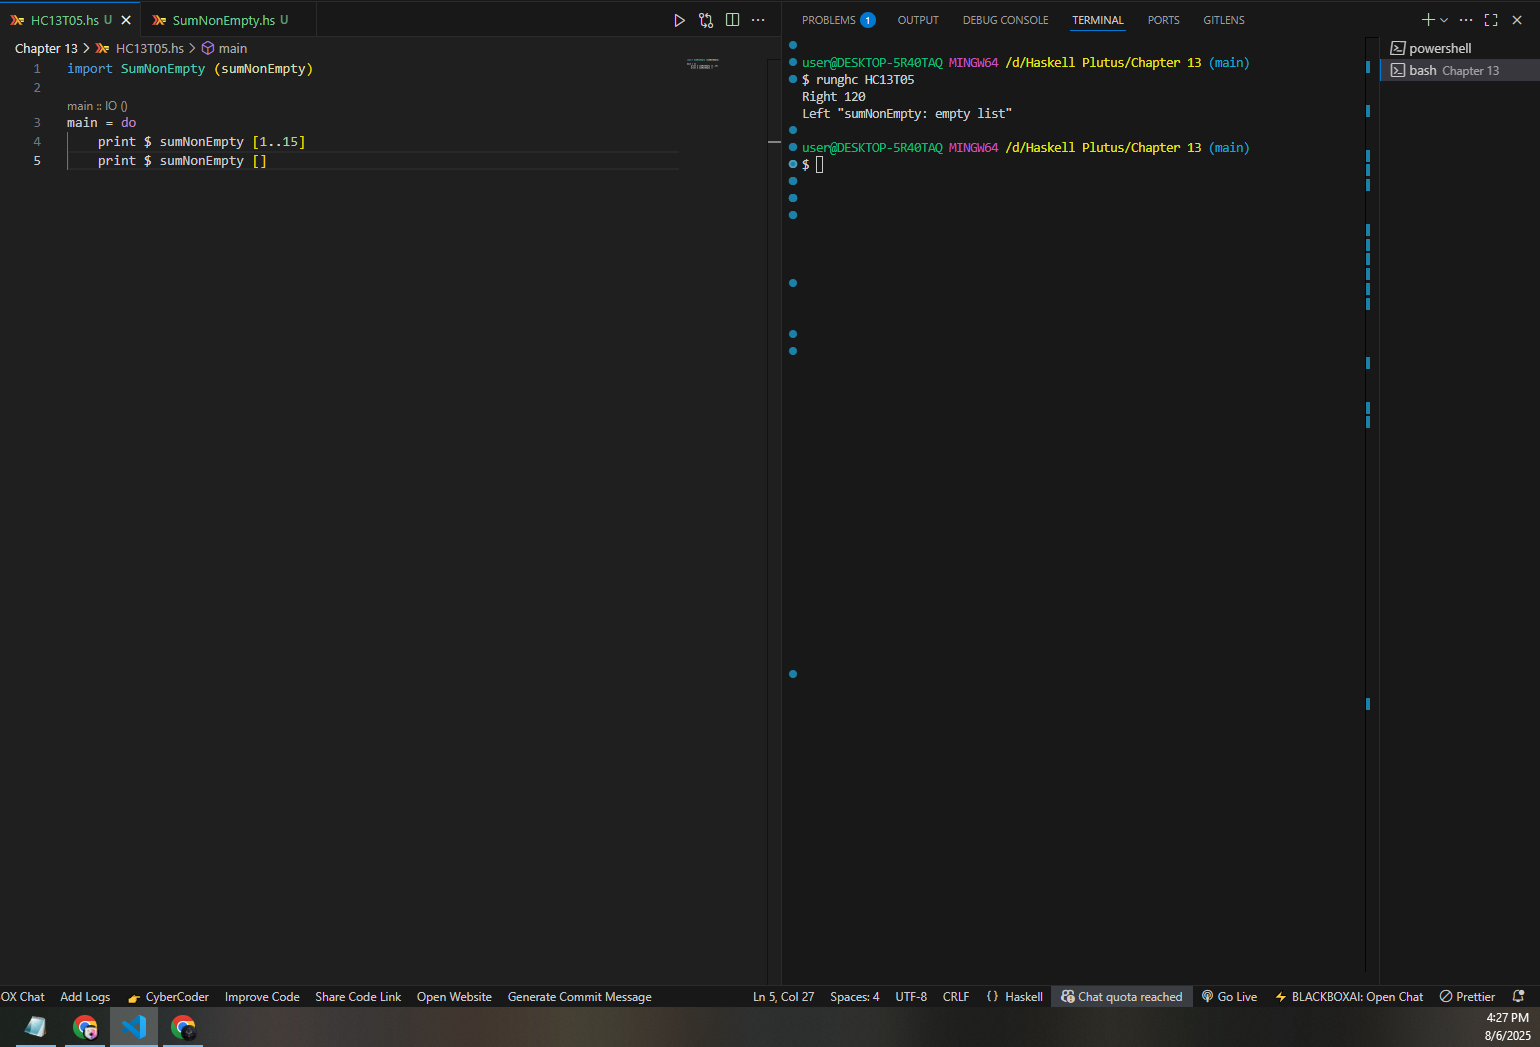 HC13T05.hs U
SumNonEmpty.hs U
Chapter 13 > HC13T05.hs > main
1 import SumNonEmpty (sumNonEmpty)
2
main :: IO ()
3 main = do
4 print $ sumNonEmpty [1..15]
5 print $ sumNonEmpty []
PROBLEMS 1 OUTPUT DEBUG CONSOLE TERMINAL PORTS GITLENS
user@DESKTOP-5R40TAQ MINGW64 /d/Haskell Plutus/Chapter 13 (main)
$ runghc HC13T05
Right 120
Left "sumNonEmpty: empty list"
user@DESKTOP-5R40TAQ MINGW64 /d/Haskell Plutus/Chapter 13 (main)
$
powershell
bash Chapter 13
OX Chat Add Logs CyberCoder Improve Code Share Code Link Open Website Generate Commit Message Ln 5, Col 27 Spaces: 4 UTF-8 CRLF {} Haskell Chat quota reached Go Live BLACKBOXAI: Open Chat Prettier
4:27 PM
8/6/2025